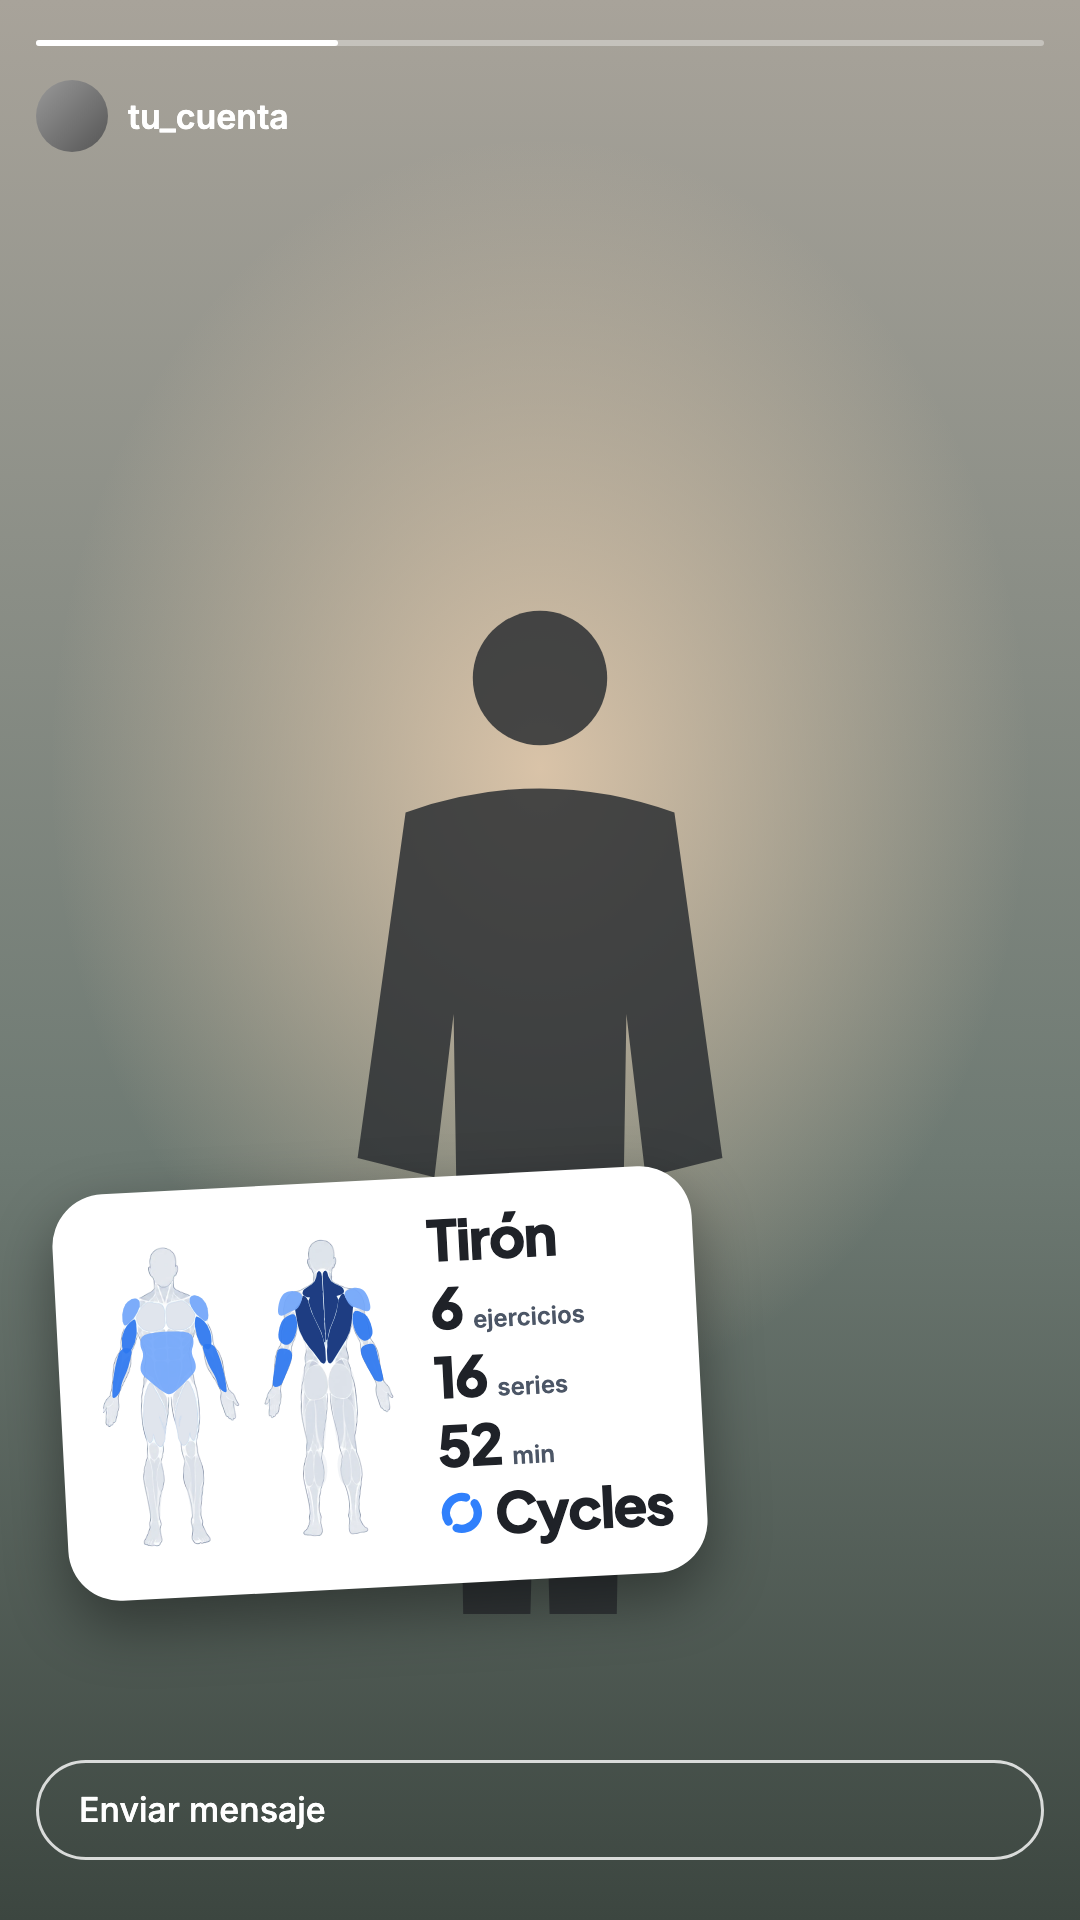 tu_cuenta
Tirón
6 ejercicios
16 series
52 min
Cycles
Enviar mensaje